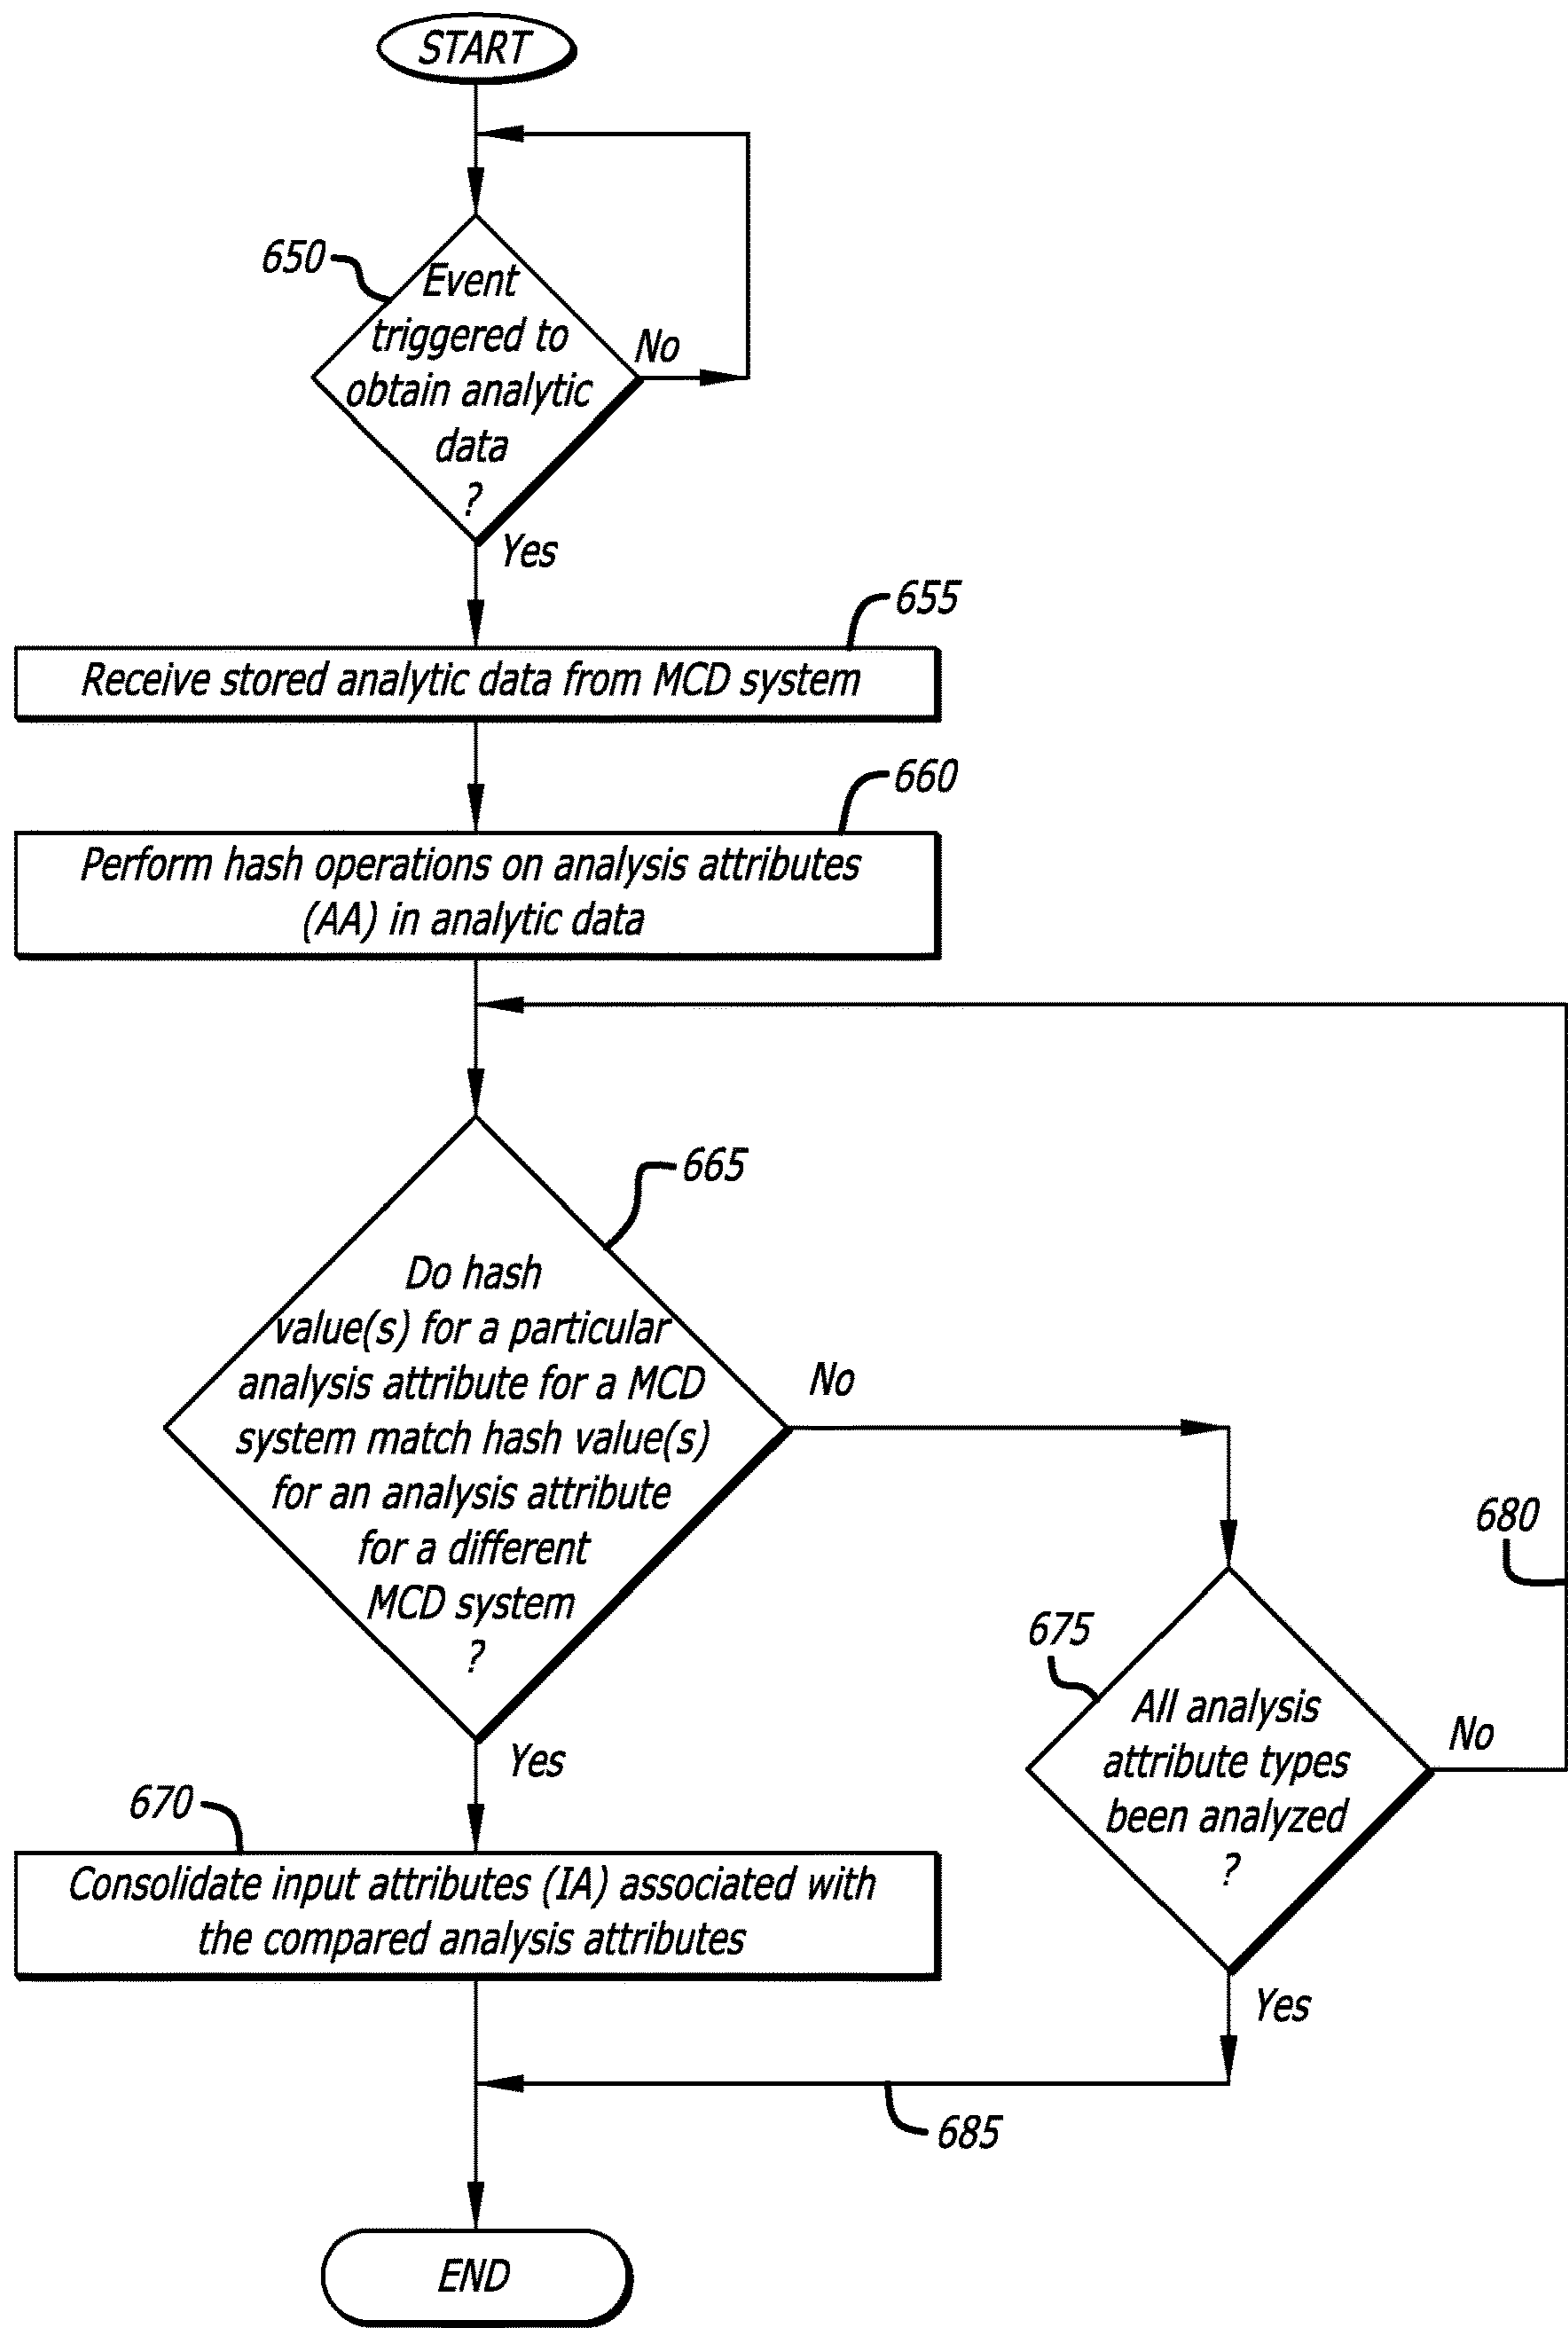 START
650
Event
triggered to
obtain analytic
data
?
No
Yes
655
Receive stored analytic data from MCD system
660
Perform hash operations on analysis attributes
(AA) in analytic data
665
Do hash
value(s) for a particular
analysis attribute for a MCD
system match hash value(s)
for an analysis attribute
for a different
MCD system
?
No
Yes
680
675
All analysis
attribute types
been analyzed
?
No
Yes
670
Consolidate input attributes (IA) associated with
the compared analysis attributes
685
END